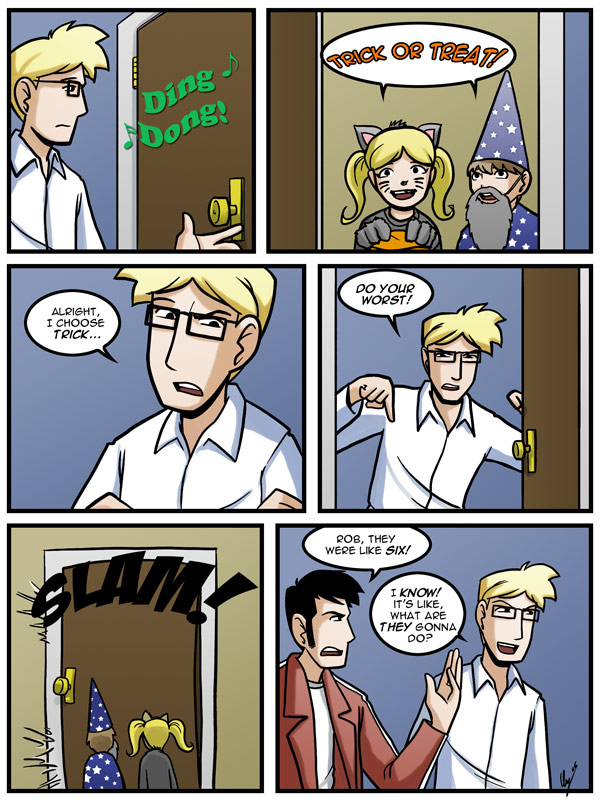 Ding
Dong!
TRICK OR TREAT!
ALRIGHT,
I CHOOSE
TRICK...
DO YOUR
WORST!
SLAM!
ROB, THEY
WERE LIKE SIX!
I KNOW!
IT'S LIKE,
WHAT ARE
THEY GONNA
DO?